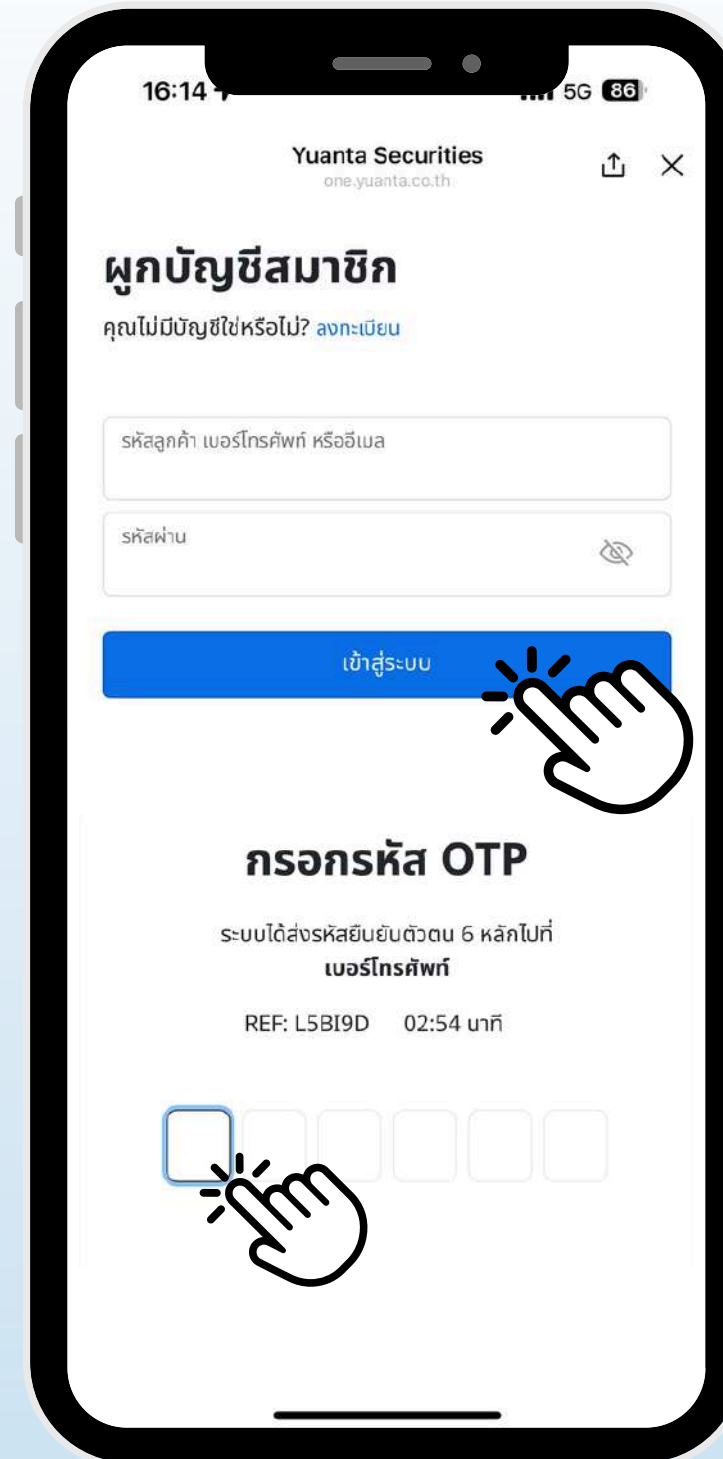 16:14
5G 86
Yuanta Securities
one.yuanta.co.th
ผูกบัญชีสมาชิก
คุณไม่มีบัญชีใช่หรือไม่? ลงทะเบียน
รหัสลูกค้า เบอร์โทรศัพท์ หรืออีเมล
รหัสผ่าน
เข้าสู่ระบบ
กรอกรหัส OTP
ระบบได้ส่งรหัสยืนยันตัวตน 6 หลักไปที่
เบอร์โทรศัพท์
REF: L5BI9D 02:54 นาที